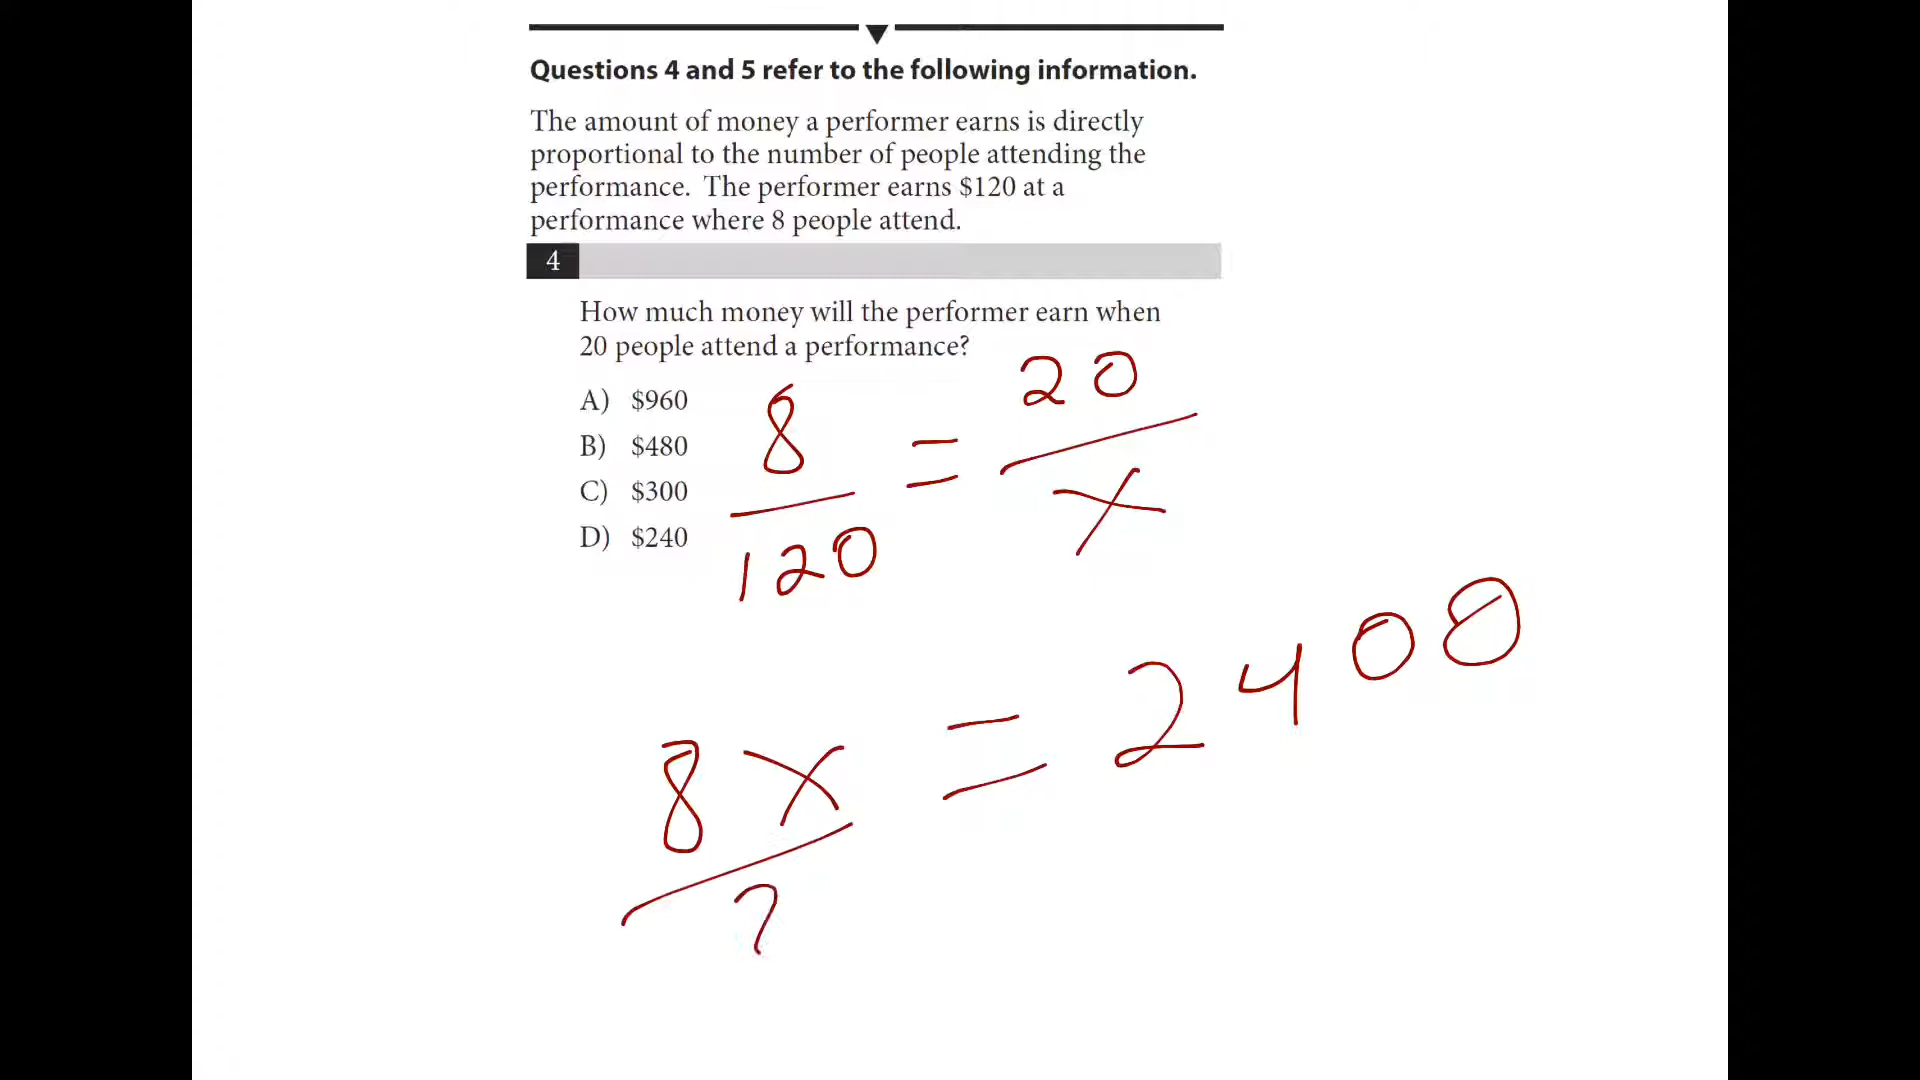 Questions 4 and 5 refer to the following information.
The amount of money a performer earns is directly
proportional to the number of people attending the
performance. The performer earns $120 at a
performance where 8 people attend.
4
How much money will the performer earn when
20 people attend a performance?
A) $960
B) $480
C) $300
D) $240
8/120 = 20/x
8x = 2400